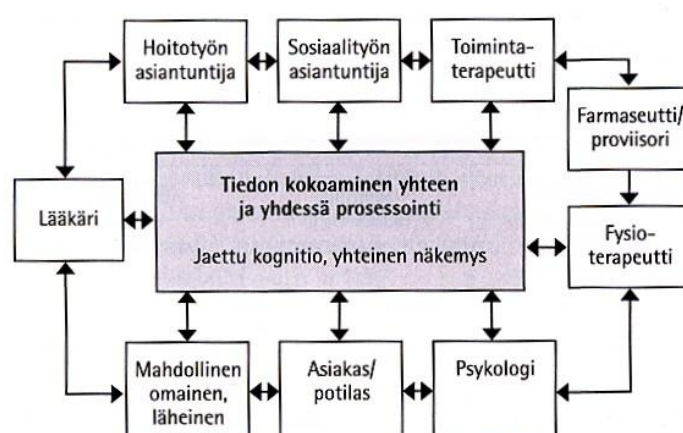 Hoitotyön
asiantuntija
Sosiaalityön
asiantuntija
Toiminta-
terapeutti
Farmaseutti/
proviisori
Lääkäri
Tiedon kokoaminen yhteen
ja yhdessä prosessointi
Jaettu kognitio, yhteinen näkemys
Fysio-
terapeutti
Mahdollinen
omainen,
läheinen
Asiakas/
potilas
Psykologi